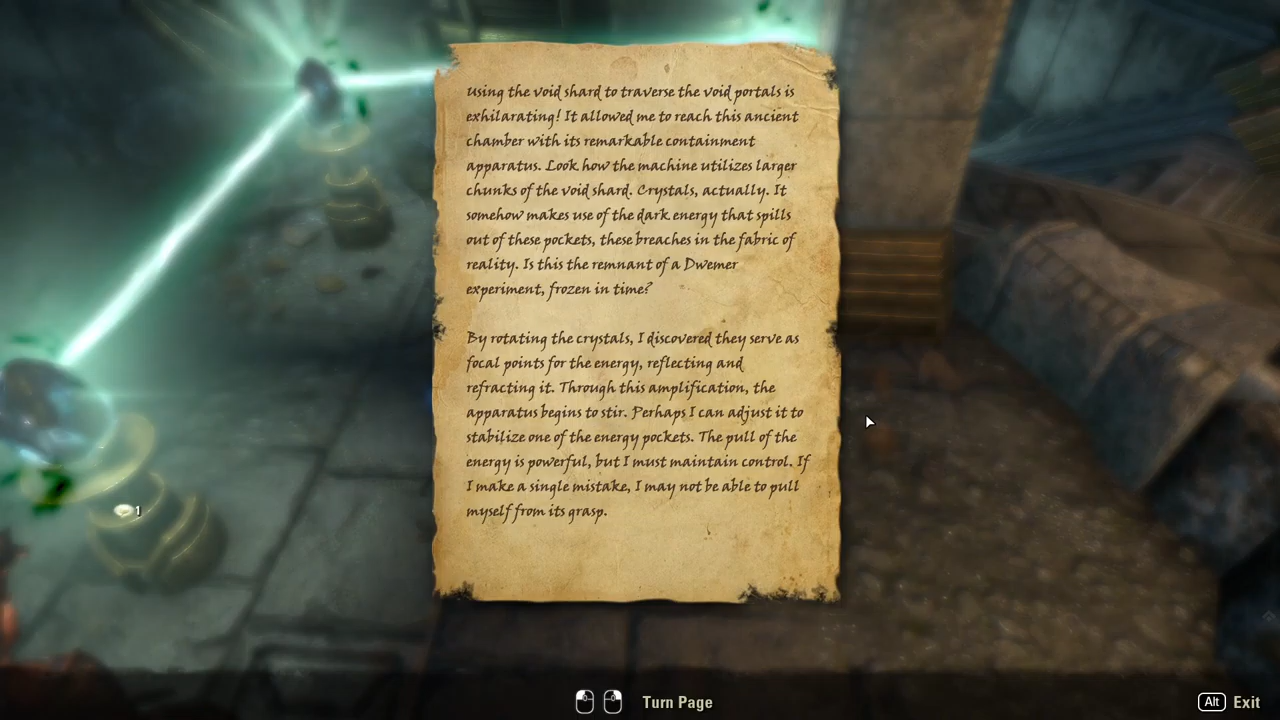 using the void shard to traverse the void portals is
exhilarating! It allowed me to reach this ancient
chamber with its remarkable containment
apparatus. Look how the machine utilizes larger
chunks of the void shard. Crystals, actually. It
somehow makes use of the dark energy that spills
out of these pockets, these breaches in the fabric of
reality. Is this the remnant of a Dwemer
experiment, frozen in time?
By rotating the crystals, I discovered they serve as
focal points for the energy, reflecting and
refracting it. Through this amplification, the
apparatus begins to stir. Perhaps I can adjust it to
stabilize one of the energy pockets. The pull of the
energy is powerful, but I must maintain control. If
I make a single mistake, I may not be able to pull
myself from its grasp.
1
Turn Page
Alt Exit